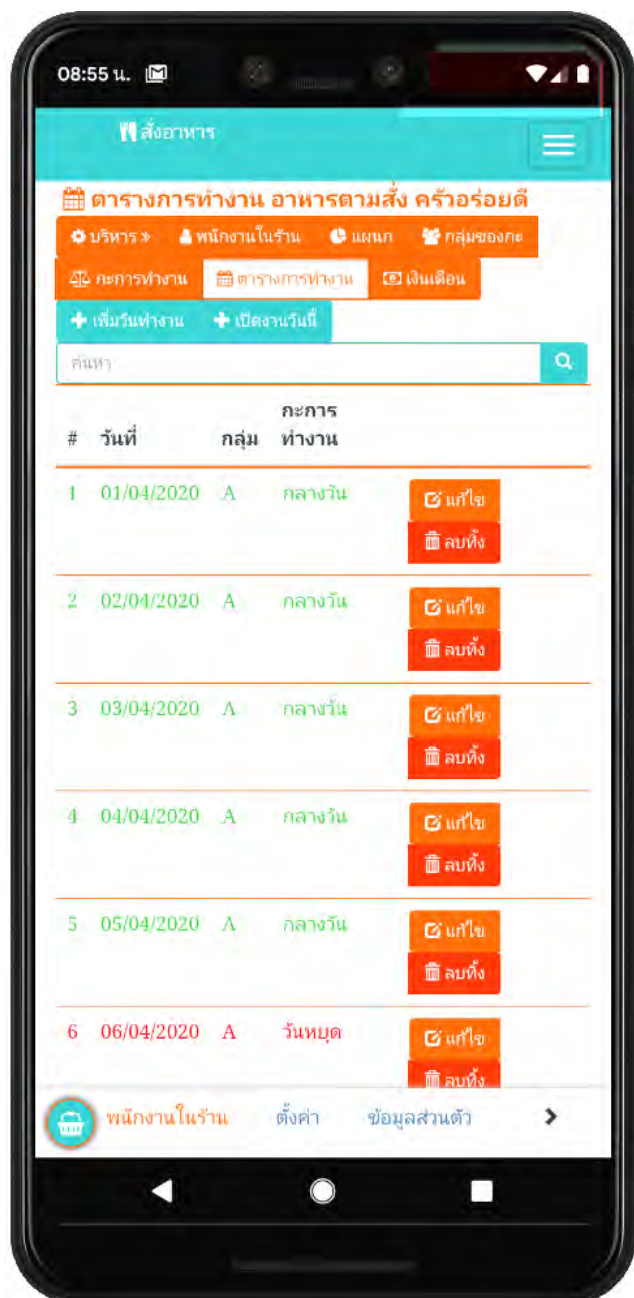 08:55 น.
สั่งอาหาร
ตารางการทำงาน อาหารตามสั่ง ครัวอร่อยดี
บริหาร » พนักงานในร้าน แผนก กลุ่มของกะ
กะการทำงาน ตารางการทำงาน เงินเดือน
เพิ่มวันทำงาน เปิดงานวันนี้
ค้นหา
# วันที่ กลุ่ม กะการ
ทำงาน
1 01/04/2020 A กลางวัน แก้ไข
ลบทิ้ง
2 02/04/2020 A กลางวัน แก้ไข
ลบทิ้ง
3 03/04/2020 A กลางวัน แก้ไข
ลบทิ้ง
4 04/04/2020 A กลางวัน แก้ไข
ลบทิ้ง
5 05/04/2020 A กลางวัน แก้ไข
ลบทิ้ง
6 06/04/2020 A วันหยุด แก้ไข
ลบทิ้ง
พนักงานในร้าน ตั้งค่า ข้อมูลส่วนตัว